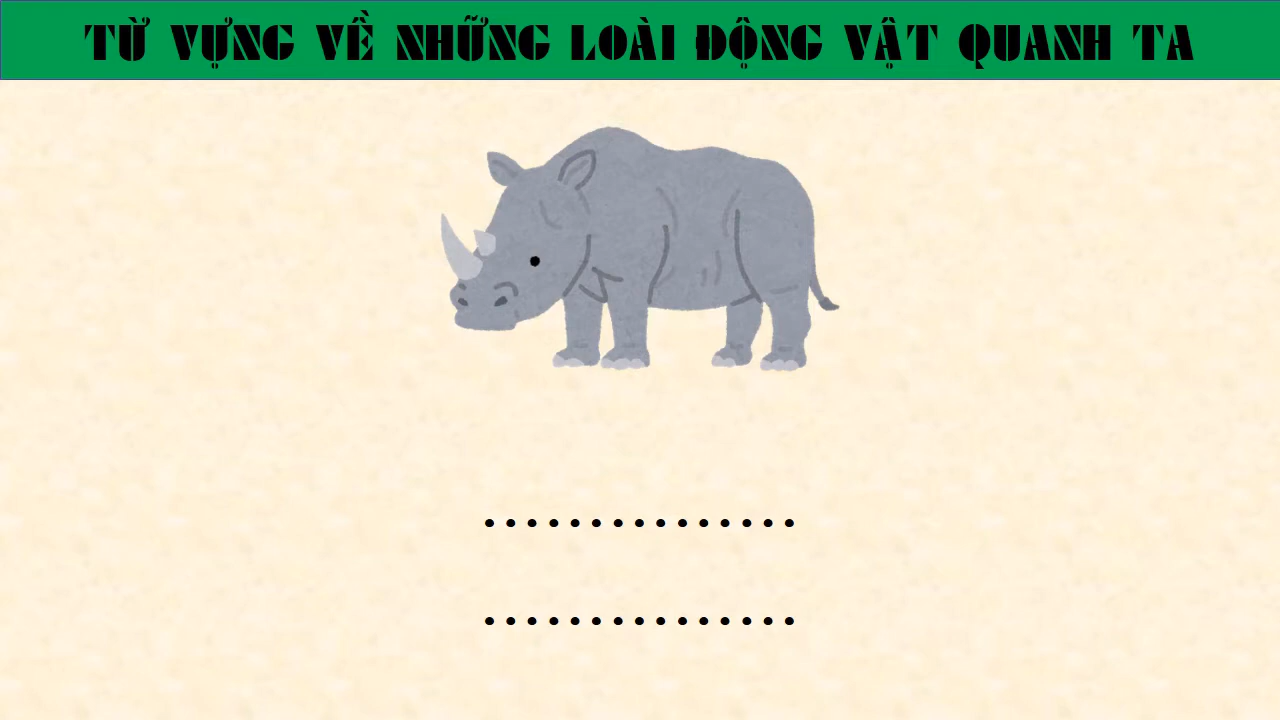 TỪ VỰNG VỀ NHỮNG LOÀI ĐỘNG VẬT QUANH TA
...............
...............